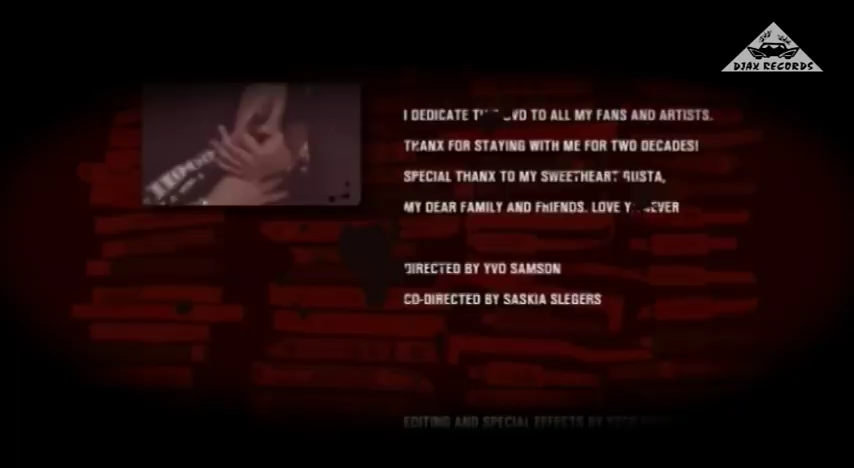 DJAX RECORDS
I DEDICATE TO ALL MY FANS AND ARTISTS.
THANX FOR STAYING WITH ME FOR TWO DECADES!
SPECIAL THANX TO MY SWEETHEART GUSTA,
MY DEAR FAMILY AND FRIENDS. LOVE
DIRECTED BY YVO SAMSON
CO-DIRECTED BY SASKIA SLEGERS
EDITING AND SPECIAL EFFECTS BY